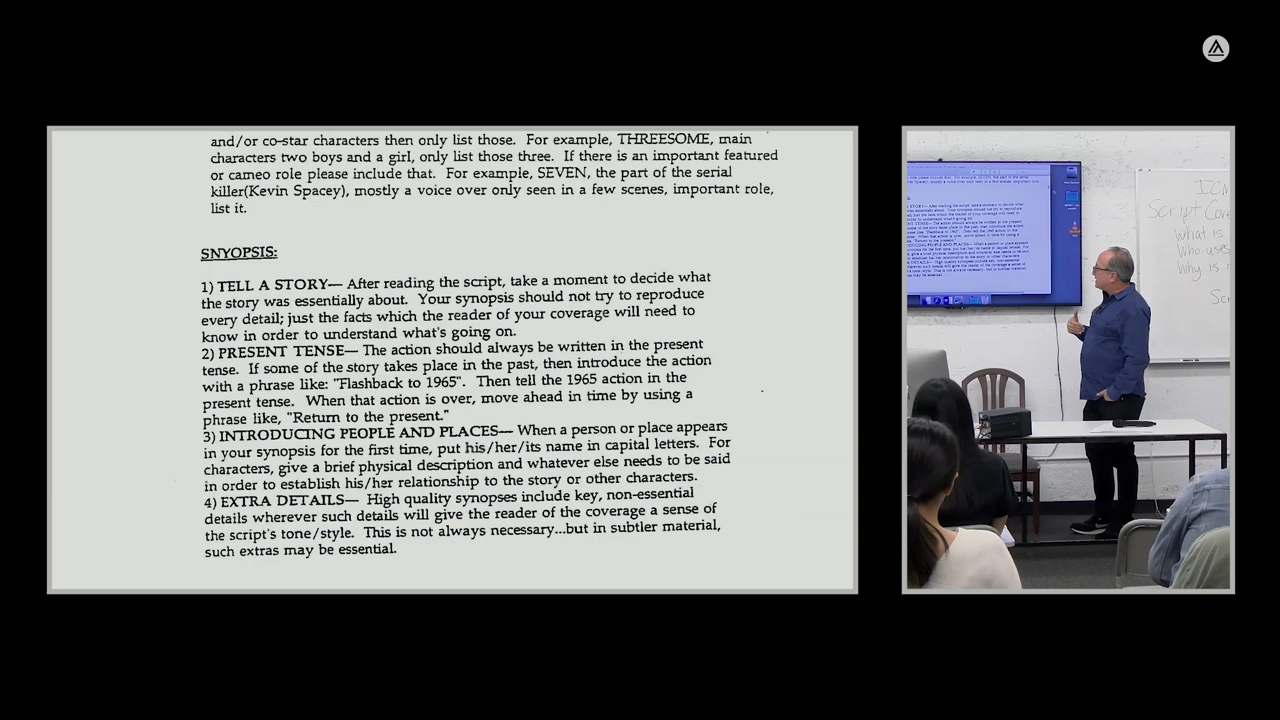 and/or co-star characters then only list those. For example, THREESOME, main
characters two boys and a girl, only list those three. If there is an important featured
or cameo role please include that. For example, SEVEN, the part of the serial
killer(Kevin Spacey), mostly a voice over only seen in a few scenes, important role,
list it.
SNYOPSIS:
1) TELL A STORY— After reading the script, take a moment to decide what
the story was essentially about. Your synopsis should not try to reproduce
every detail; just the facts which the reader of your coverage will need to
know in order to understand what's going on.
2) PRESENT TENSE— The action should always be written in the present
tense. If some of the story takes place in the past, then introduce the action
with a phrase like: "Flashback to 1965". Then tell the 1965 action in the
present tense. When that action is over, move ahead in time by using a
phrase like, "Return to the present."
3) INTRODUCING PEOPLE AND PLACES— When a person or place appears
in your synopsis for the first time, put his/her/its name in capital letters. For
characters, give a brief physical description and whatever else needs to be said
in order to establish his/her relationship to the story or other characters.
4) EXTRA DETAILS— High quality synopses include key, non-essential
details wherever such details will give the reader of the coverage a sense of
the script's tone/style. This is not always necessary...but in subtler material,
such extras may be essential.
Script Cove
What is
Who uses
Why is